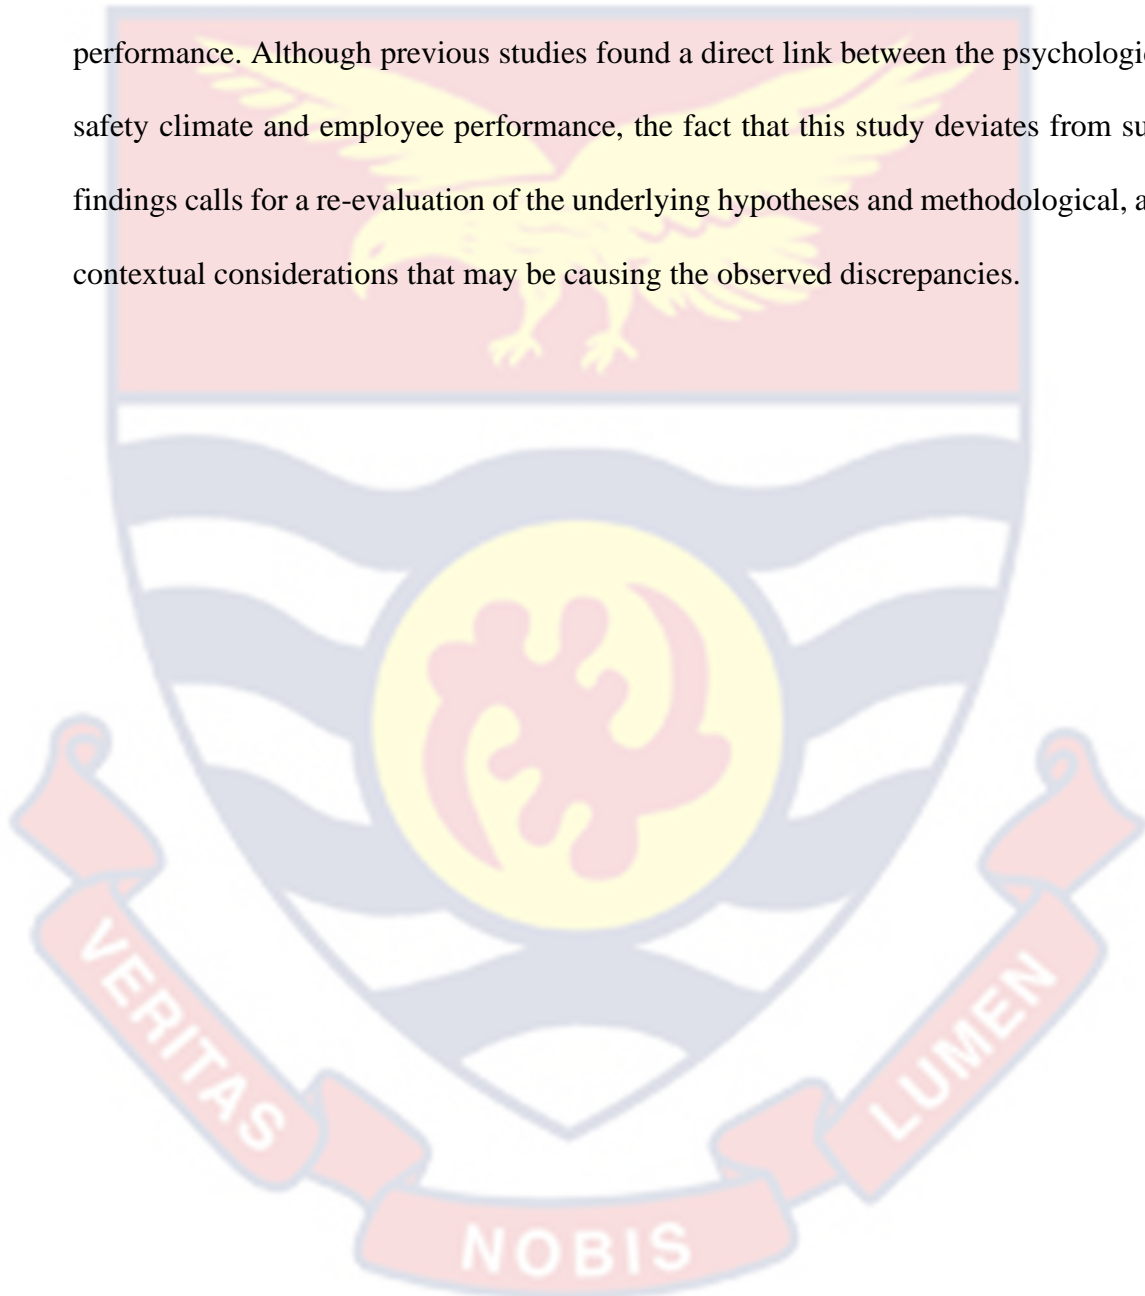 performance. Although previous studies found a direct link between the psychologic
safety climate and employee performance, the fact that this study deviates from su
findings calls for a re-evaluation of the underlying hypotheses and methodological, a
contextual considerations that may be causing the observed discrepancies.
VERITAS
NOBIS
LUMEN